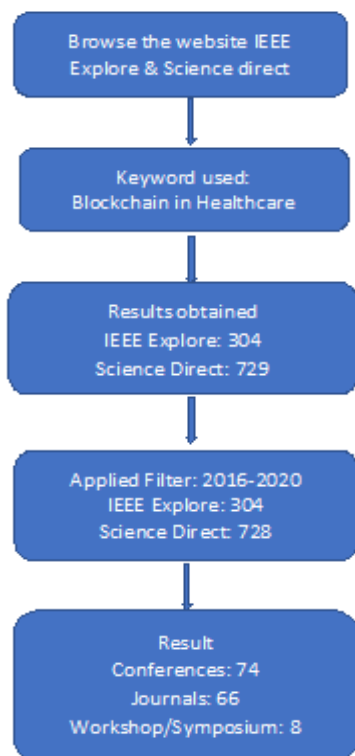 Browse the website IEEE
Explore & Science direct
Keyword used:
Blockchain in Healthcare
Results obtained
IEEE Explore: 304
Science Direct: 729
Applied Filter: 2016-2020
IEEE Explore: 304
Science Direct: 728
Result
Conferences: 74
Journals: 66
Workshop/Symposium: 8